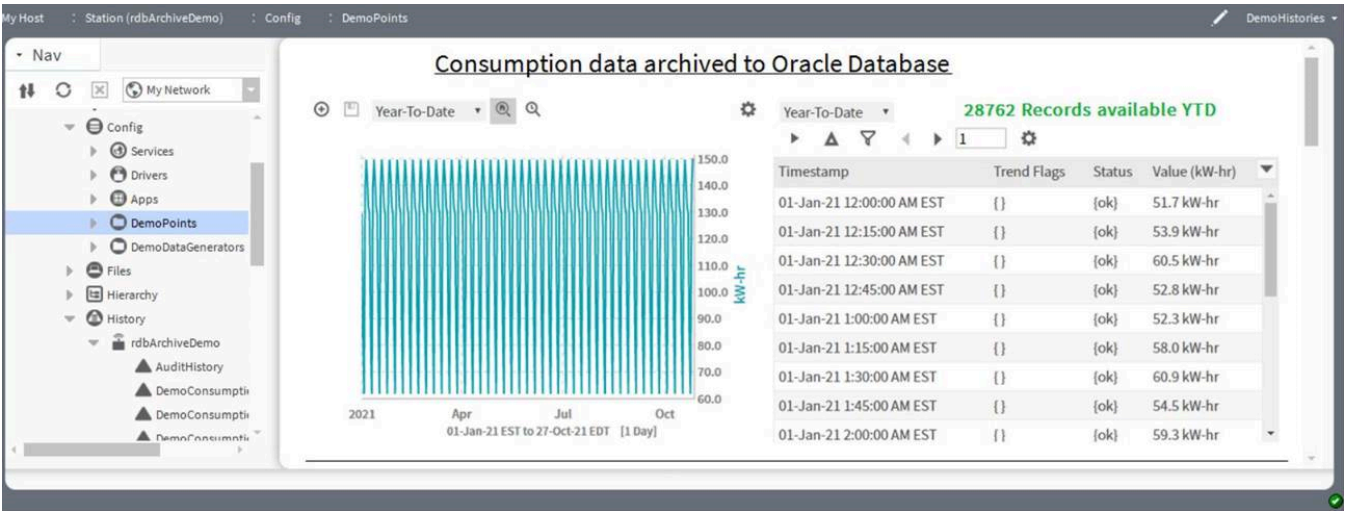 My Host : Station (rdbArchiveDemo) : Config : DemoPoints DemoHistories
Nav
My Network
Config
Services
Drivers
Apps
DemoPoints
DemoDataGenerators
Files
Hierarchy
History
rdbArchiveDemo
AuditHistory
DemoConsumptio
DemoConsumptio
DemoConsumptio
Consumption data archived to Oracle Database
Year-To-Date
150.0
140.0
130.0
120.0
110.0
100.0
90.0
80.0
70.0
60.0
kW-hr
2021 Apr Jul Oct
01-Jan-21 EST to 27-Oct-21 EDT [1 Day]
Year-To-Date 28762 Records available YTD
1
Timestamp Trend Flags Status Value (kW-hr)
01-Jan-21 12:00:00 AM EST { } {ok} 51.7 kW-hr
01-Jan-21 12:15:00 AM EST { } {ok} 53.9 kW-hr
01-Jan-21 12:30:00 AM EST { } {ok} 60.5 kW-hr
01-Jan-21 12:45:00 AM EST { } {ok} 52.8 kW-hr
01-Jan-21 1:00:00 AM EST { } {ok} 52.3 kW-hr
01-Jan-21 1:15:00 AM EST { } {ok} 58.0 kW-hr
01-Jan-21 1:30:00 AM EST { } {ok} 60.9 kW-hr
01-Jan-21 1:45:00 AM EST { } {ok} 54.5 kW-hr
01-Jan-21 2:00:00 AM EST { } {ok} 59.3 kW-hr